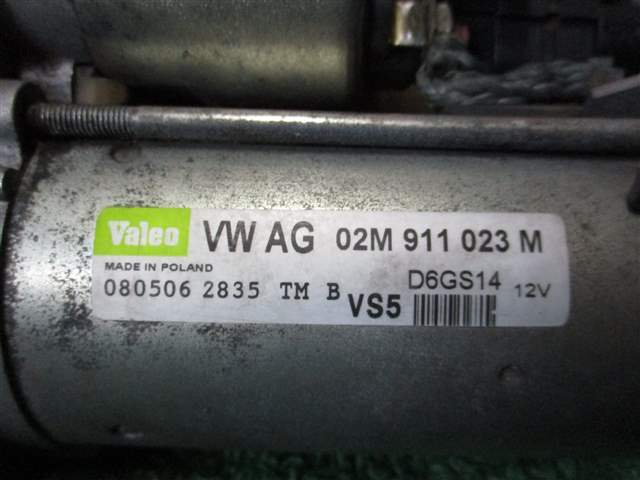 Valeo VW AG 02M 911 023 M
MADE IN POLAND
D6GS14 12V
080506 2835 TM B VS5